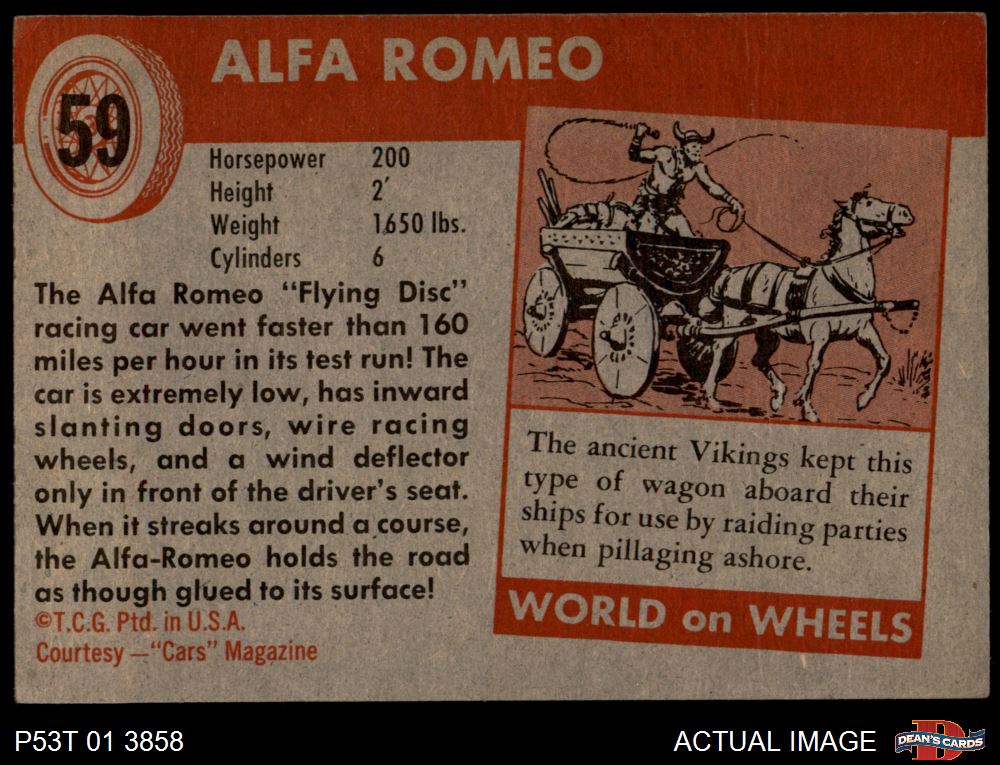 ALFA ROMEO
59
Horsepower 200
Height 2′
Weight 1650 lbs.
Cylinders 6
The Alfa Romeo “Flying Disc”
racing car went faster than 160
miles per hour in its test run! The
car is extremely low, has inward
slanting doors, wire racing
wheels, and a wind deflector
only in front of the driver’s seat.
When it streaks around a course,
the Alfa-Romeo holds the road
as though glued to its surface!
©T.C.G. Ptd. in U.S.A.
Courtesy —“Cars” Magazine
The ancient Vikings kept this
type of wagon aboard their
ships for use by raiding parties
when pillaging ashore.
WORLD on WHEELS
P53T 01 3858
ACTUAL IMAGE
D
DEAN'S CARDS